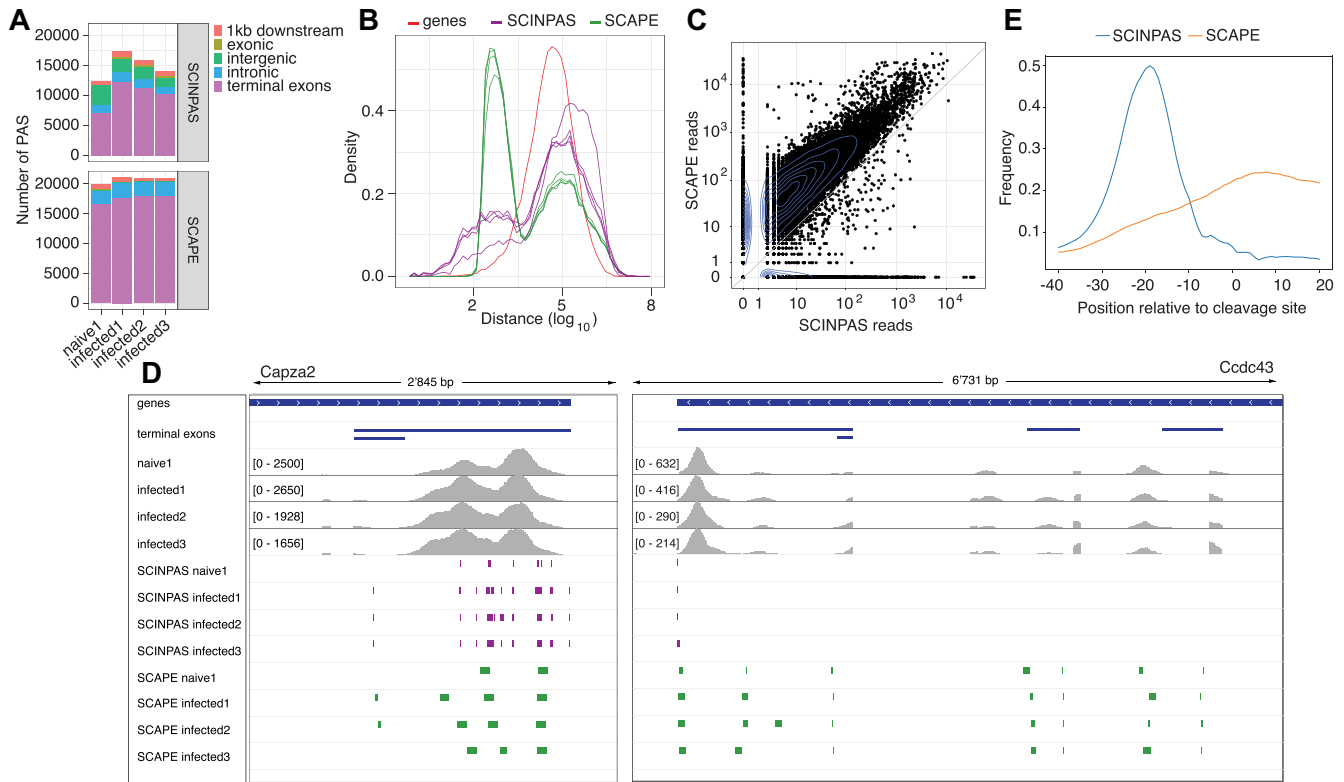 A
Number of PAS
20000
15000
10000
5000
0
SCINPAS
20000
15000
10000
5000
0
SCAPE
naive1
infected1
infected2
infected3
1kb downstream
exonic
intergenic
intronic
terminal exons
B
genes
SCINPAS
SCAPE
Density
0.4
0.2
0.0
2
5
8
Distance (log10)
C
SCAPE reads
10^4
10^3
10^2
10
1
0
0
1
10
10^2
10^3
10^4
SCINPAS reads
E
SCINPAS
SCAPE
Frequency
0.5
0.4
0.3
0.2
0.1
-40
-30
-20
-10
0
10
20
Position relative to cleavage site
D
Capza2
2'845 bp
Ccdc43
6'731 bp
genes
terminal exons
naive1
[0 - 2500]
[0 - 632]
infected1
[0 - 2650]
[0 - 416]
infected2
[0 - 1928]
[0 - 290]
infected3
[0 - 1656]
[0 - 214]
SCINPAS naive1
SCINPAS infected1
SCINPAS infected2
SCINPAS infected3
SCAPE naive1
SCAPE infected1
SCAPE infected2
SCAPE infected3